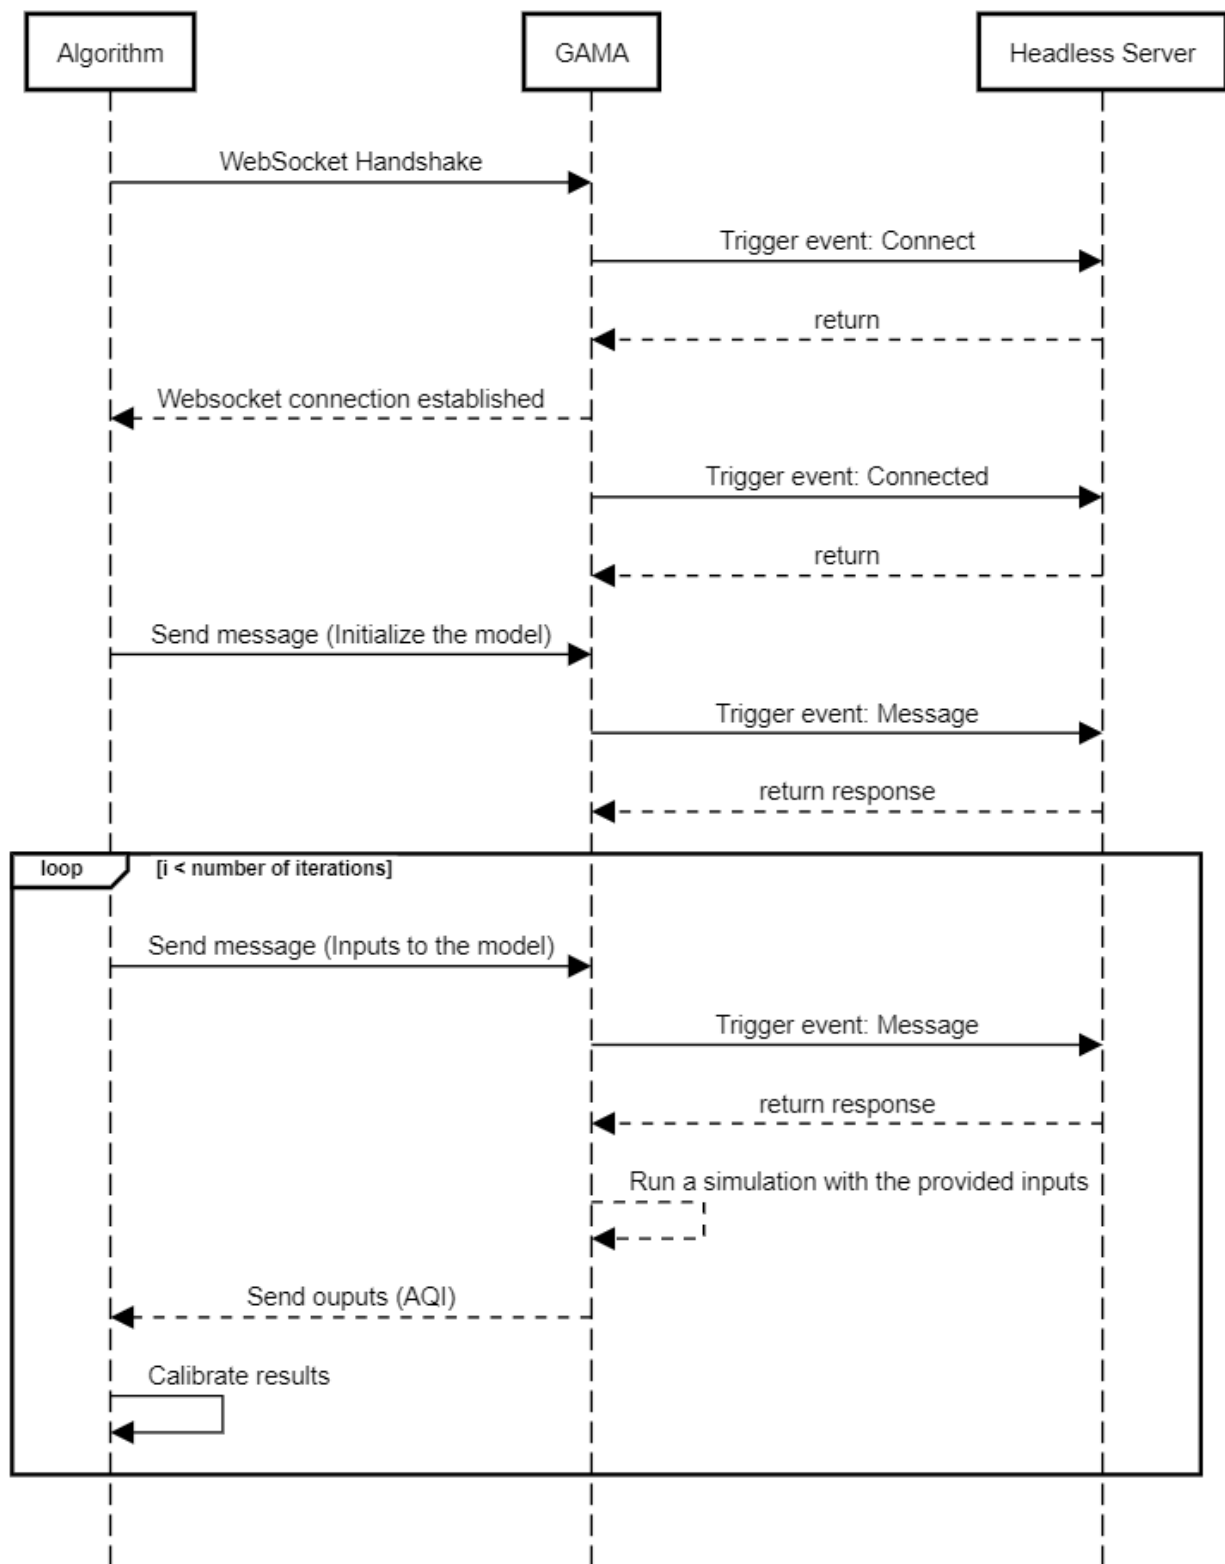 Algorithm
GAMA
Headless Server
WebSocket Handshake
Trigger event: Connect
return
Websocket connection established
Trigger event: Connected
return
Send message (Initialize the model)
Trigger event: Message
return response
loop
[i < number of iterations]
Send message (Inputs to the model)
Trigger event: Message
return response
Run a simulation with the provided inputs
Send ouputs (AQI)
Calibrate results